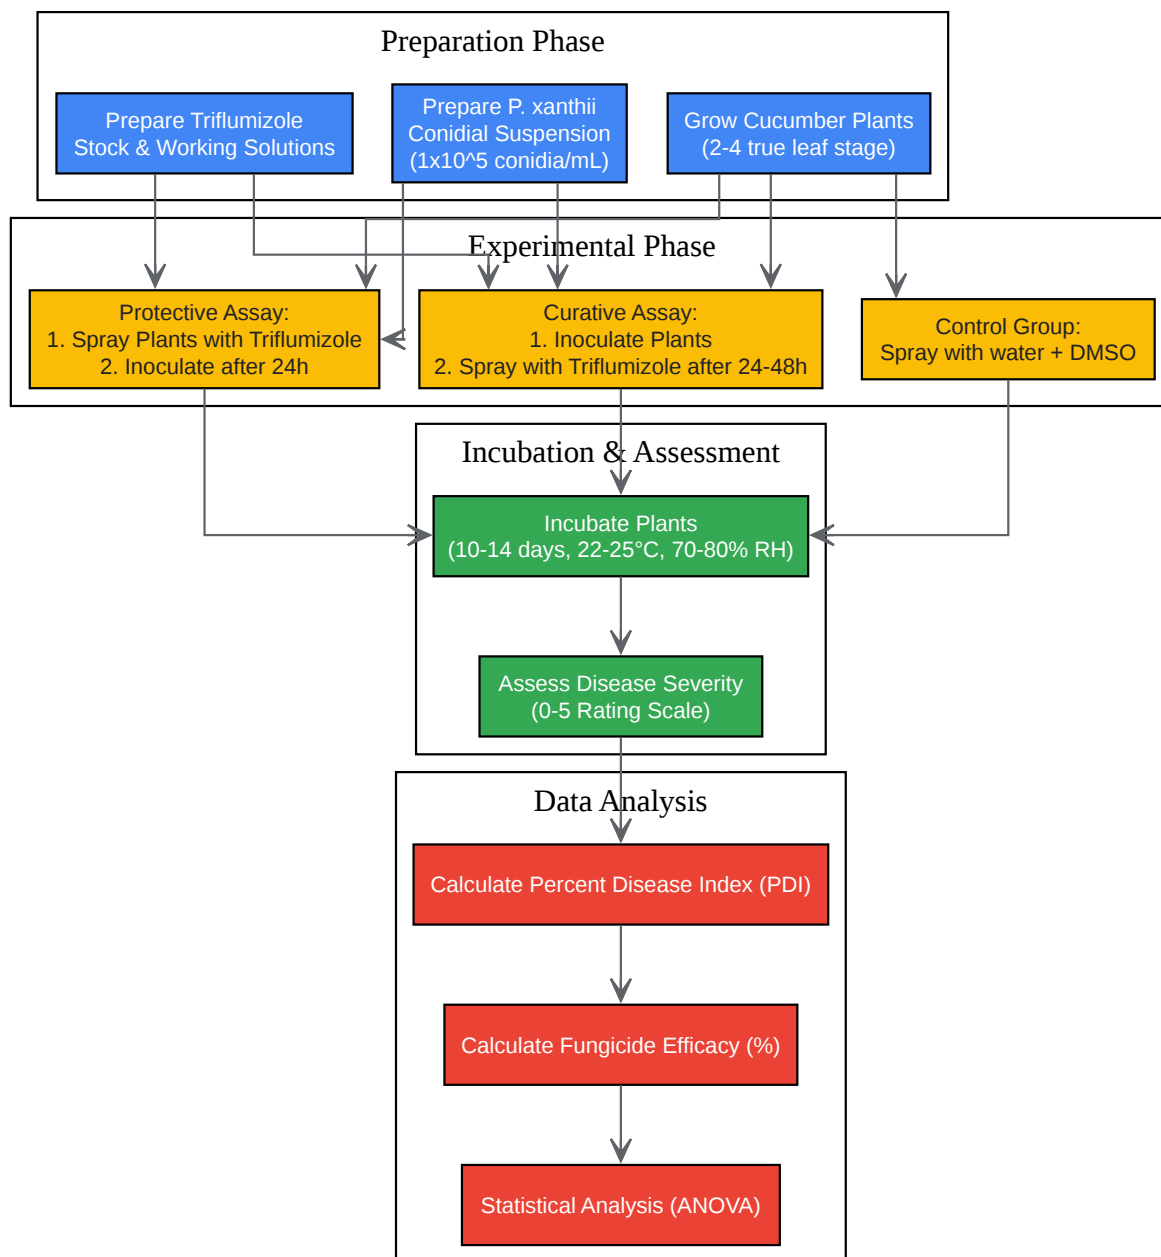 Preparation Phase
Prepare Triflumizole
Stock & Working Solutions
Prepare P. xanthii
Conidial Suspension
(1x10^5 conidia/mL)
Grow Cucumber Plants
(2-4 true leaf stage)
Experimental Phase
Protective Assay:
1. Spray Plants with Triflumizole
2. Inoculate after 24h
Curative Assay:
1. Inoculate Plants
2. Spray with Triflumizole after 24-48h
Control Group:
Spray with water + DMSO
Incubation & Assessment
Incubate Plants
(10-14 days, 22-25°C, 70-80% RH)
Assess Disease Severity
(0-5 Rating Scale)
Data Analysis
Calculate Percent Disease Index (PDI)
Calculate Fungicide Efficacy (%)
Statistical Analysis (ANOVA)